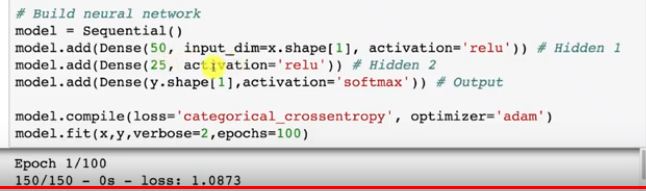 # Build neural network
model = Sequential()
model.add(Dense(50, input_dim=x.shape[1], activation='relu')) # Hidden 1
model.add(Dense(25, activation='relu')) # Hidden 2
model.add(Dense(y.shape[1],activation='softmax')) # Output
model.compile(loss='categorical_crossentropy', optimizer='adam')
model.fit(x,y,verbose=2,epochs=100)
Epoch 1/100
150/150 - 0s - loss: 1.0873